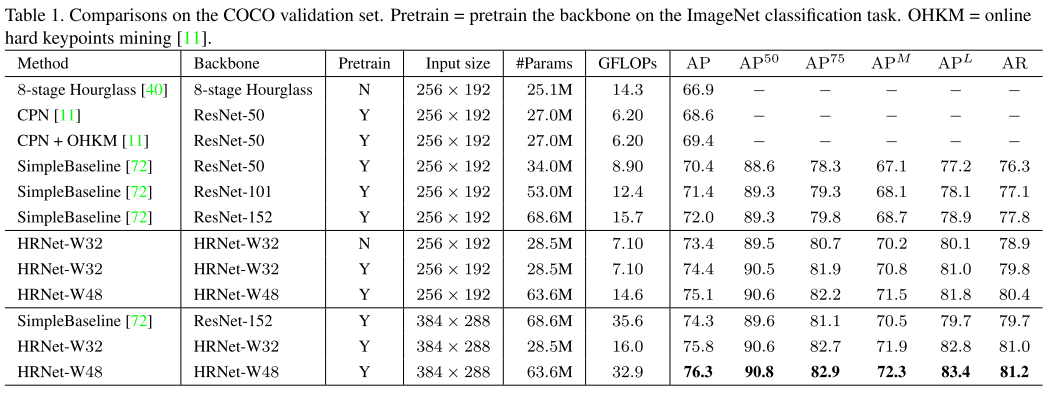 Table 1. Comparisons on the COCO validation set. Pretrain = pretrain the backbone on the ImageNet classification task. OHKM = online
hard keypoints mining [11].
Method Backbone Pretrain Input size #Params GFLOPs AP AP^50 AP^75 AP^M AP^L AR
8-stage Hourglass [40] 8-stage Hourglass N 256 × 192 25.1M 14.3 66.9 – – – – –
CPN [11] ResNet-50 Y 256 × 192 27.0M 6.20 68.6 – – – – –
CPN + OHKM [11] ResNet-50 Y 256 × 192 27.0M 6.20 69.4 – – – – –
SimpleBaseline [72] ResNet-50 Y 256 × 192 34.0M 8.90 70.4 88.6 78.3 67.1 77.2 76.3
SimpleBaseline [72] ResNet-101 Y 256 × 192 53.0M 12.4 71.4 89.3 79.3 68.1 78.1 77.1
SimpleBaseline [72] ResNet-152 Y 256 × 192 68.6M 15.7 72.0 89.3 79.8 68.7 78.9 77.8
HRNet-W32 HRNet-W32 N 256 × 192 28.5M 7.10 73.4 89.5 80.7 70.2 80.1 78.9
HRNet-W32 HRNet-W32 Y 256 × 192 28.5M 7.10 74.4 90.5 81.9 70.8 81.0 79.8
HRNet-W48 HRNet-W48 Y 256 × 192 63.6M 14.6 75.1 90.6 82.2 71.5 81.8 80.4
SimpleBaseline [72] ResNet-152 Y 384 × 288 68.6M 35.6 74.3 89.6 81.1 70.5 79.7 79.7
HRNet-W32 HRNet-W32 Y 384 × 288 28.5M 16.0 75.8 90.6 82.7 71.9 82.8 81.0
HRNet-W48 HRNet-W48 Y 384 × 288 63.6M 32.9 76.3 90.8 82.9 72.3 83.4 81.2